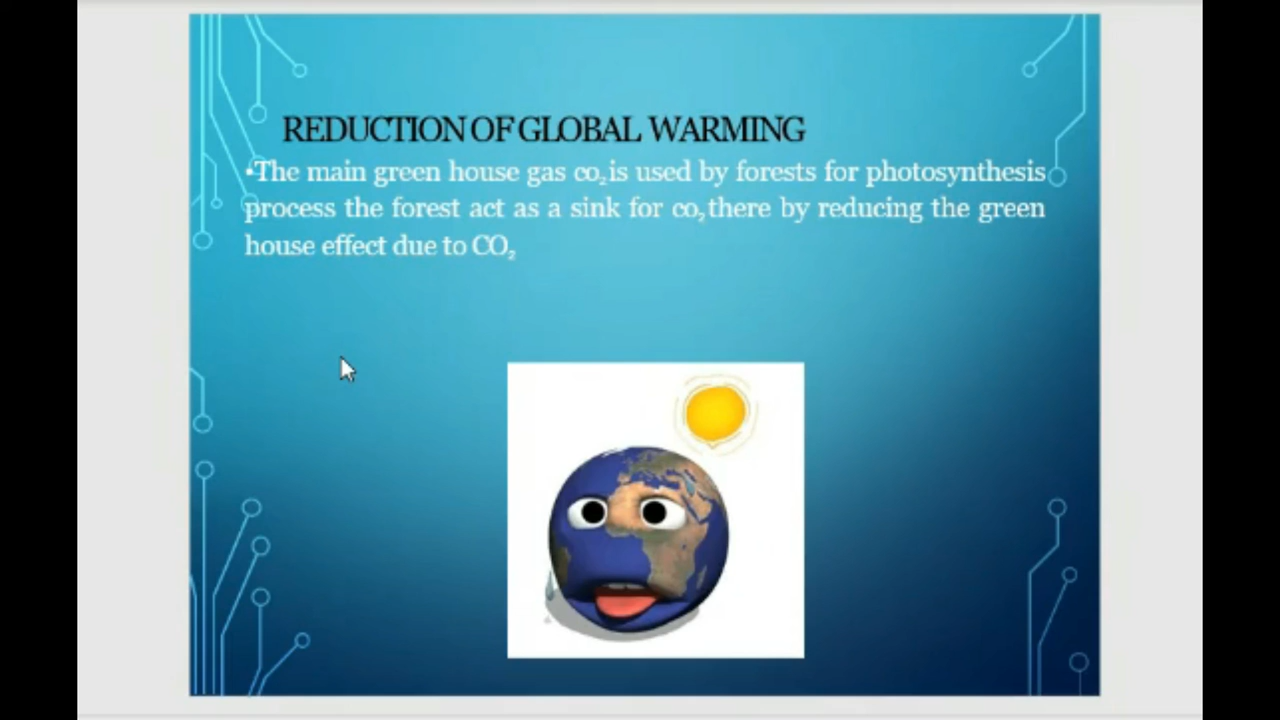 REDUCTION OF GLOBAL WARMING
•The main green house gas co₂ is used by forests for photosynthesis
process the forest act as a sink for co₂ there by reducing the green
house effect due to CO₂